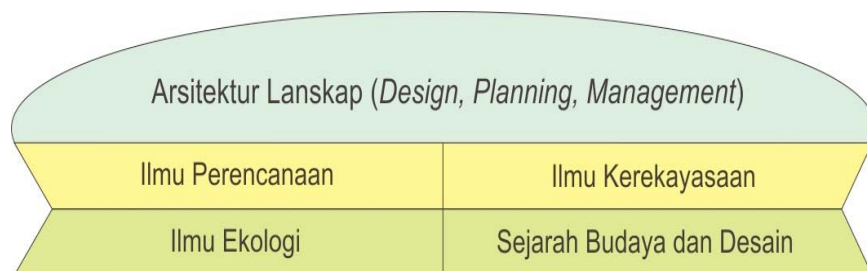 Arsitektur Lanskap (Design, Planning, Management)
Ilmu Perencanaan
Ilmu Kerekayasaan
Ilmu Ekologi
Sejarah Budaya dan Desain